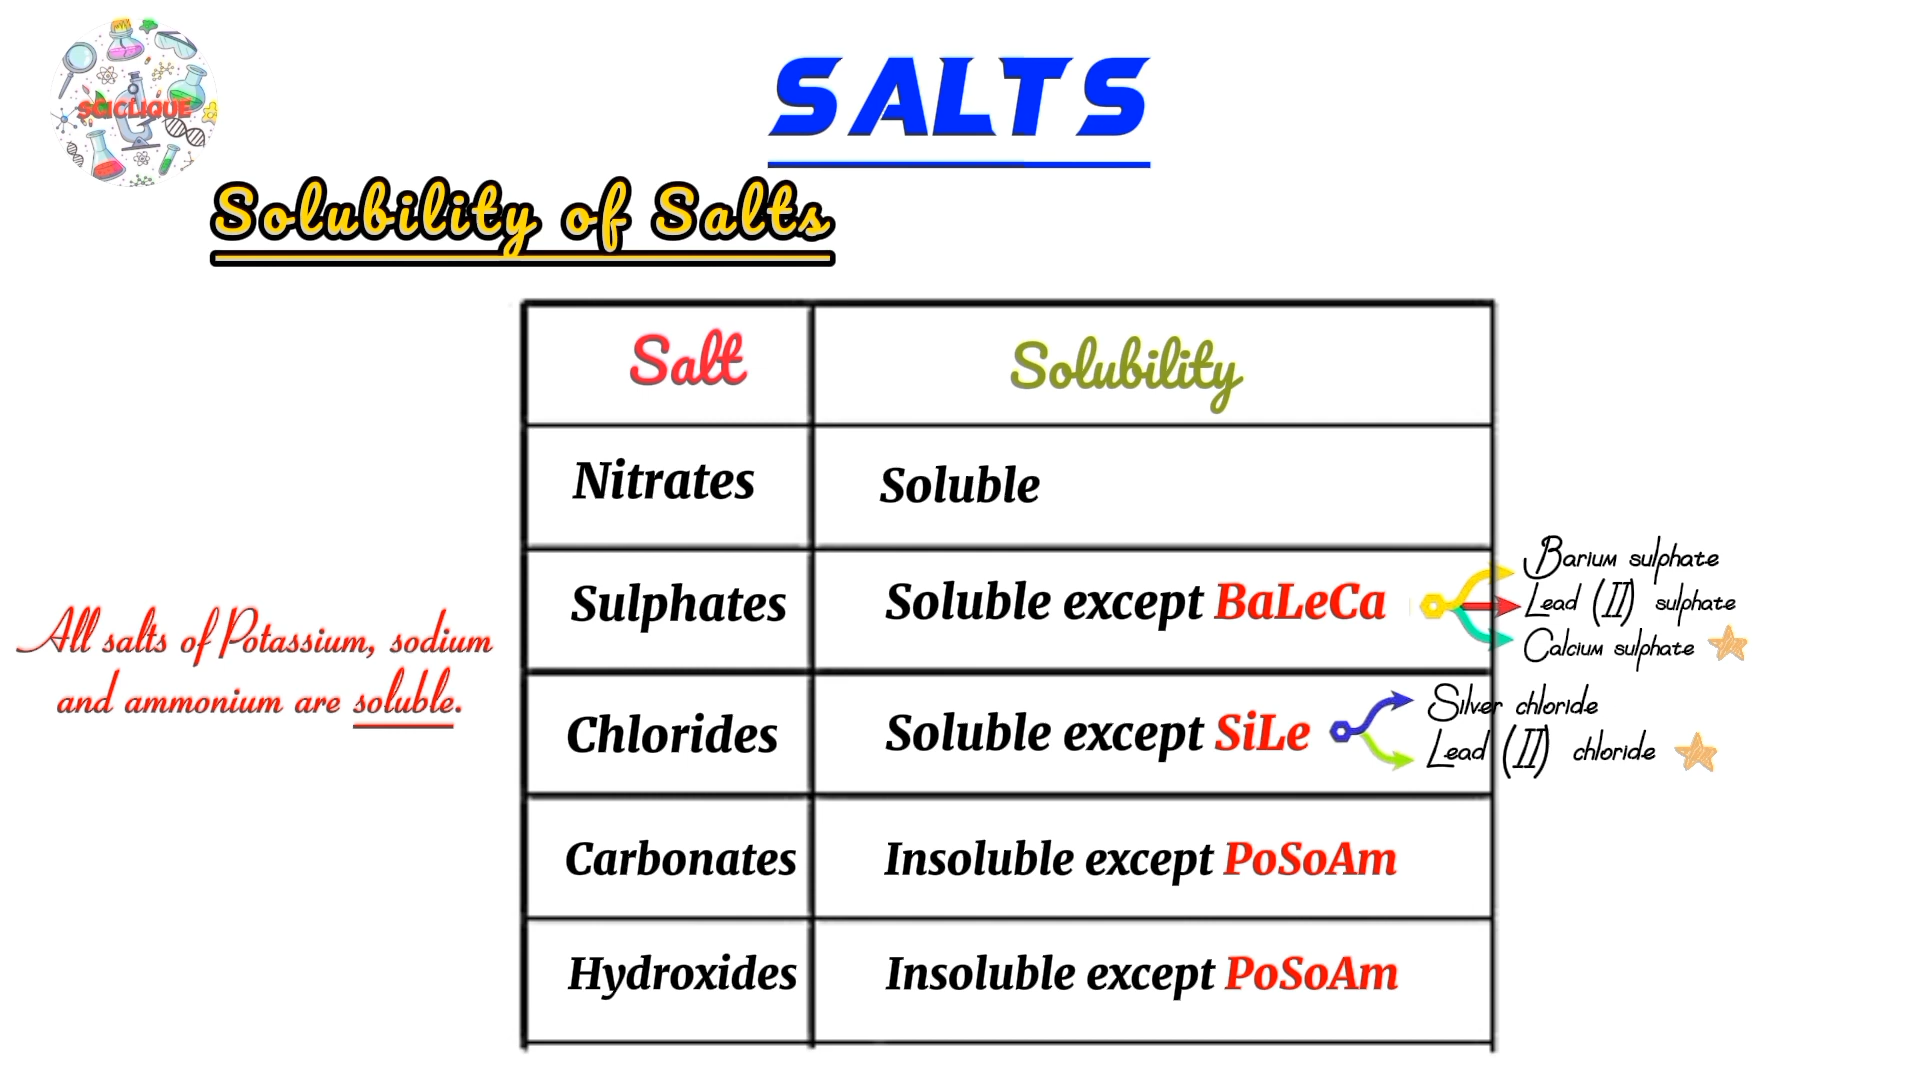 SCICLIQUE
SALTS
Solubility of Salts
Salt Solubility
Nitrates Soluble
Sulphates Soluble except BaLeCa
Barium sulphate
Lead (II) sulphate
Calcium sulphate
All salts of Potassium, sodium
and ammonium are soluble.
Chlorides Soluble except SiLe
Silver chloride
Lead (II) chloride
Carbonates Insoluble except PoSoAm
Hydroxides Insoluble except PoSoAm